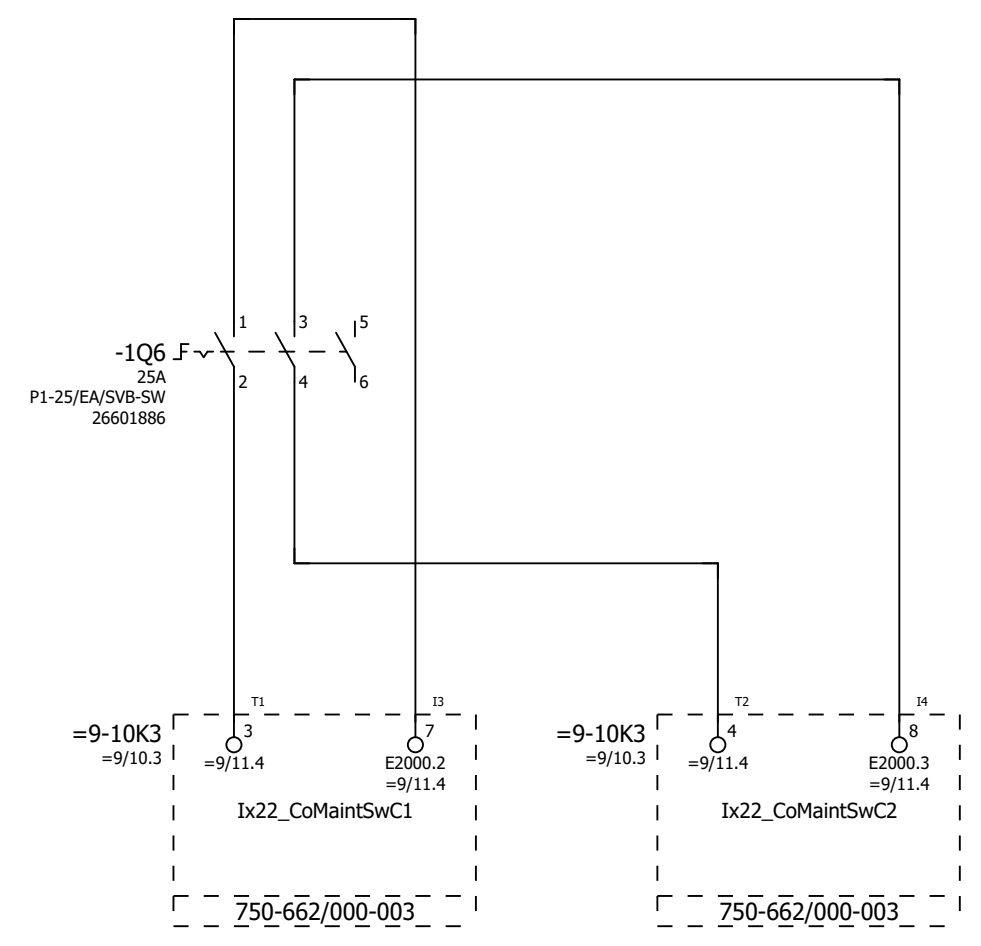 1
3
5
-1Q6
25A
P1-25/EA/SVB-SW
26601886
2
4
6
T1
I3
T2
I4
=9-10K3
=9/10.3
3
=9/11.4
7
E2000.2
=9/11.4
Ix22_CoMaintSwC1
750-662/000-003
=9-10K3
=9/10.3
4
=9/11.4
8
E2000.3
=9/11.4
Ix22_CoMaintSwC2
750-662/000-003